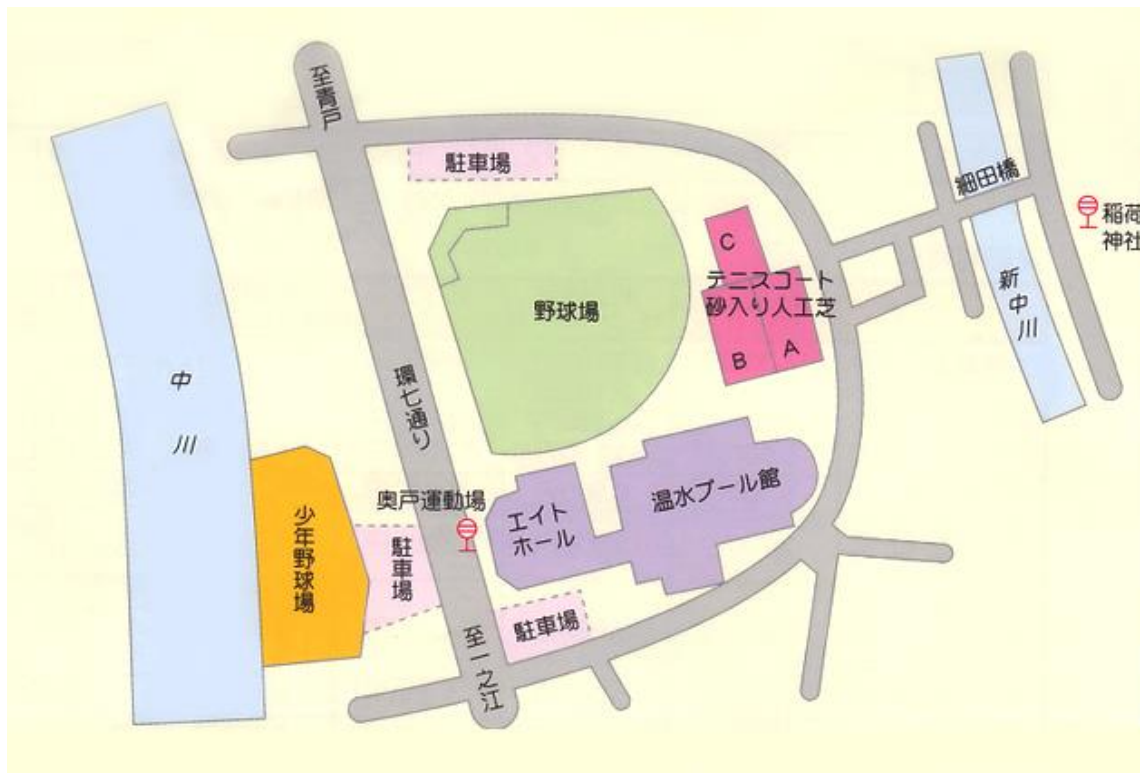 至青戸
駐車場
細田橋
稲荷
神社
C
テニスコート
砂入り人工芝
B
A
野球場
新中川
中川
環七通り
奥戸運動場
エイト
ホール
温水プール館
少年野球場
駐車場
駐車場
至一之江